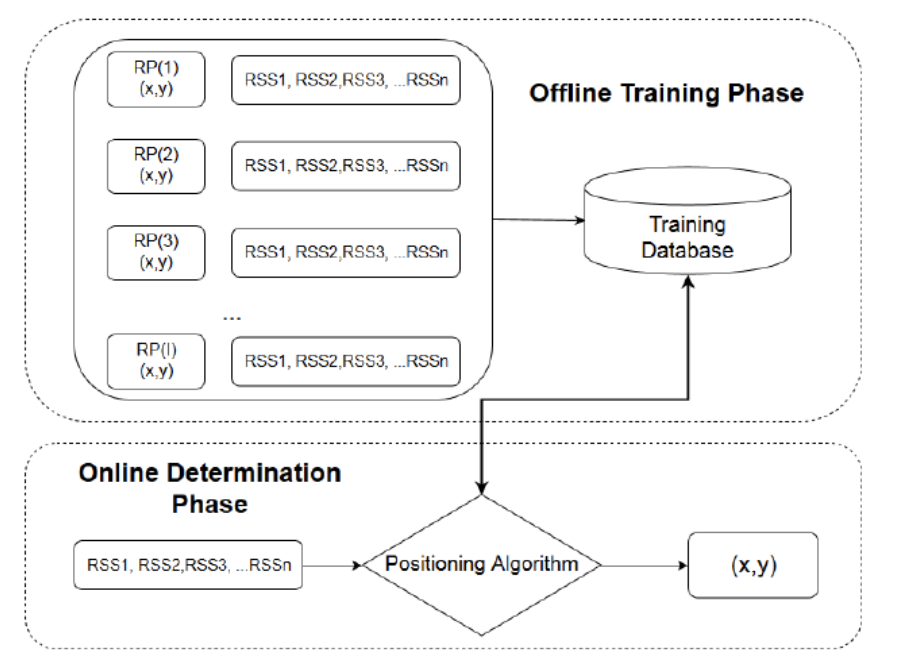 RP(1)
(x,y)
RSS1, RSS2,RSS3, ...RSSn
Offline Training Phase
RP(2)
(x,y)
RSS1, RSS2,RSS3, ...RSSn
Training
Database
RP(3)
(x,y)
RSS1, RSS2,RSS3, ...RSSn
...
RP(l)
(x,y)
RSS1, RSS2,RSS3, ...RSSn
Online Determination
Phase
RSS1, RSS2,RSS3, ...RSSn
Positioning Algorithm
(x,y)